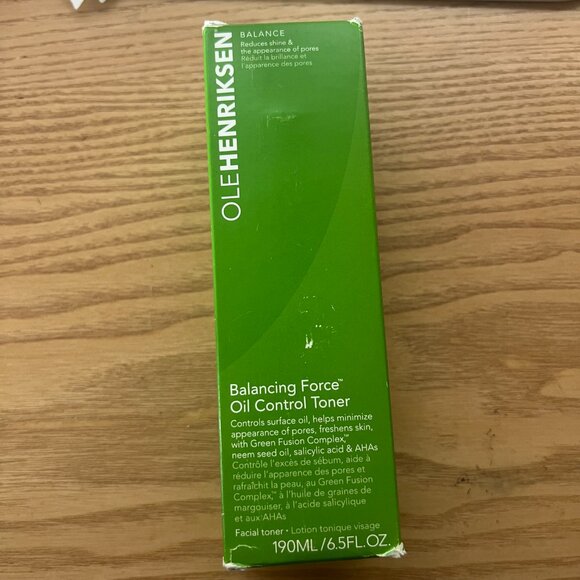 OLEHENRIKSEN™
BALANCE
Reduces shine &
the appearance of pores
Réduit la brillance et
l'apparence des pores
Balancing Force™
Oil Control Toner
Controls surface oil, helps minimize
appearance of pores, freshens skin,
with Green Fusion Complex,™
neem seed oil, salicylic acid & AHAs
Contrôle l'excès de sébum, aide à
réduire l'apparence des pores et
rafraîchit la peau, au Green Fusion
Complex,™ à l'huile de graines de
margousier, à l'acide salicylique
et aux AHAs
Facial toner • Lotion tonique visage
190ML/6.5FL.OZ.